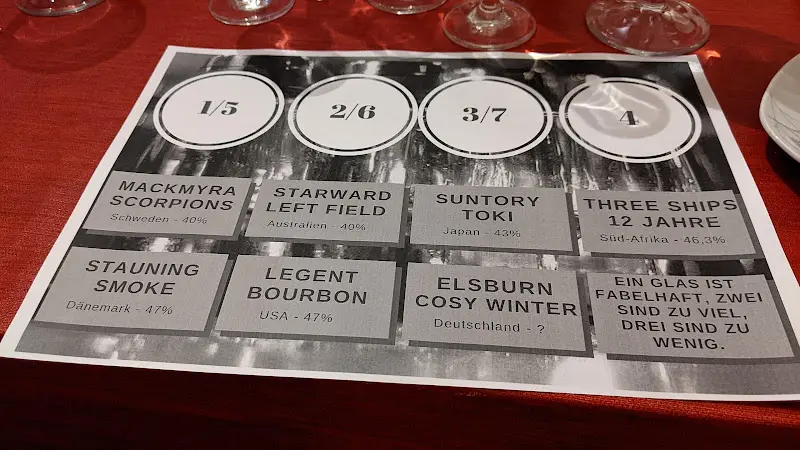 1/5
2/6
3/7
4
MACKMYRA
SCORPIONS
Schweden - 40%
STARWARD
LEFT FIELD
Australien - 40%
SUNTORY
TOKI
Japan - 43%
THREE SHIPS
12 JAHRE
Süd-Afrika - 46,3%
STAUNING
SMOKE
Dänemark - 47%
LEGENT
BOURBON
USA - 47%
ELSBURN
COSY WINTER
Deutschland - ?
EIN GLAS IST
FABELHAFT, ZWEI
SIND ZU VIEL,
DREI SIND ZU
WENIG.